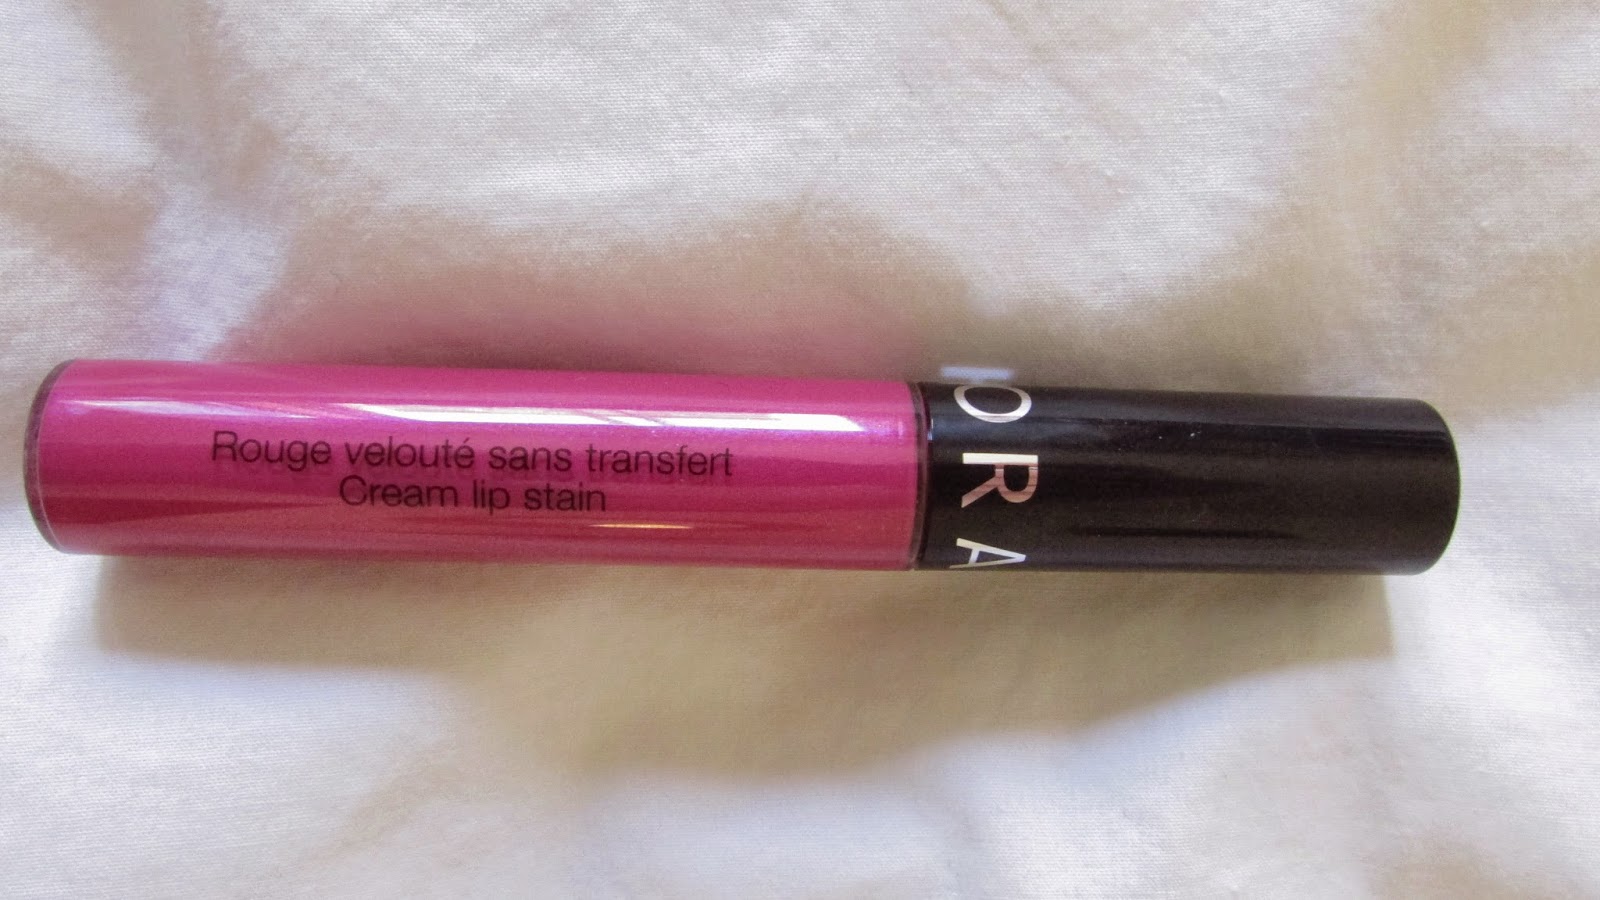 Rouge velouté sans transfert
Cream lip stain
ORA